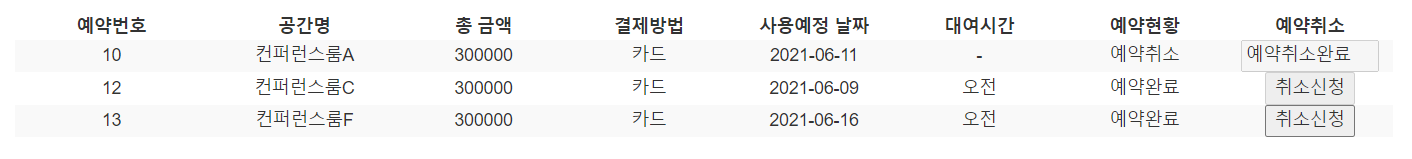 예약번호 공간명 총 금액 결제방법 사용예정 날짜 대여시간 예약현황 예약취소
10 컨퍼런스룸A 300000 카드 2021-06-11 - 예약취소 예약취소완료
12 컨퍼런스룸C 300000 카드 2021-06-09 오전 예약완료 취소신청
13 컨퍼런스룸F 300000 카드 2021-06-16 오전 예약완료 취소신청